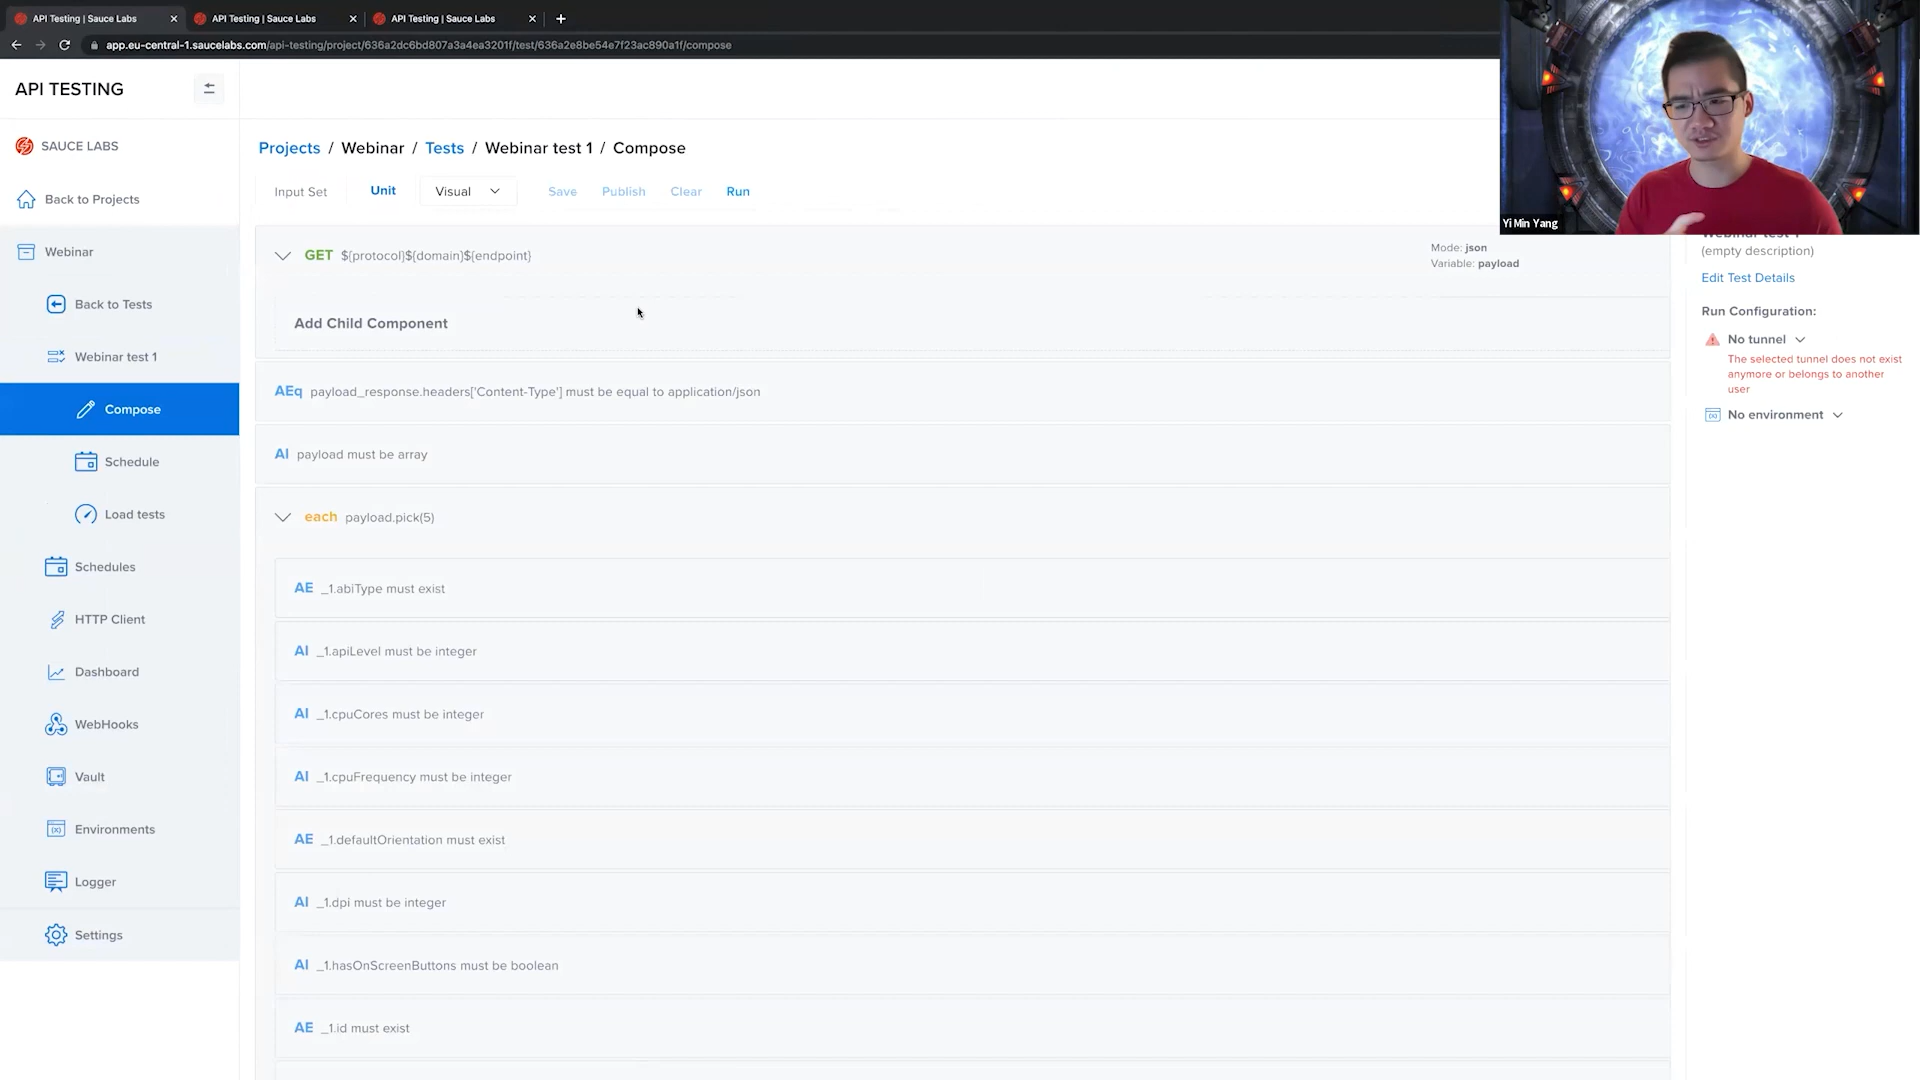 API Testing | Sauce Labs
API Testing | Sauce Labs
API Testing | Sauce Labs
app.eu-central-1.saucelabs.com/api-testing/project/636a2dc6bd807a3a4ea3201f/test/636a2e8be54e7f23ac890a1f/compose
API TESTING
SAUCE LABS
Back to Projects
Webinar
Back to Tests
Webinar test 1
Compose
Schedule
Load tests
Schedules
HTTP Client
Dashboard
WebHooks
Vault
Environments
Logger
Settings
Projects / Webinar / Tests / Webinar test 1 / Compose
Input Set Unit Visual Save Publish Clear Run
GET ${protocol}${domain}${endpoint}
Mode: json
Variable: payload
Add Child Component
AEq payload_response.headers['Content-Type'] must be equal to application/json
AI payload must be array
each payload.pick(5)
AE _1.abiType must exist
AI _1.apiLevel must be integer
AI _1.cpuCores must be integer
AI _1.cpuFrequency must be integer
AE _1.defaultOrientation must exist
AI _1.dpi must be integer
AI _1.hasOnScreenButtons must be boolean
AE _1.id must exist
Yi Min Yang
Webinar test 1
(empty description)
Edit Test Details
Run Configuration:
No tunnel
The selected tunnel does not exist
anymore or belongs to another
user
No environment